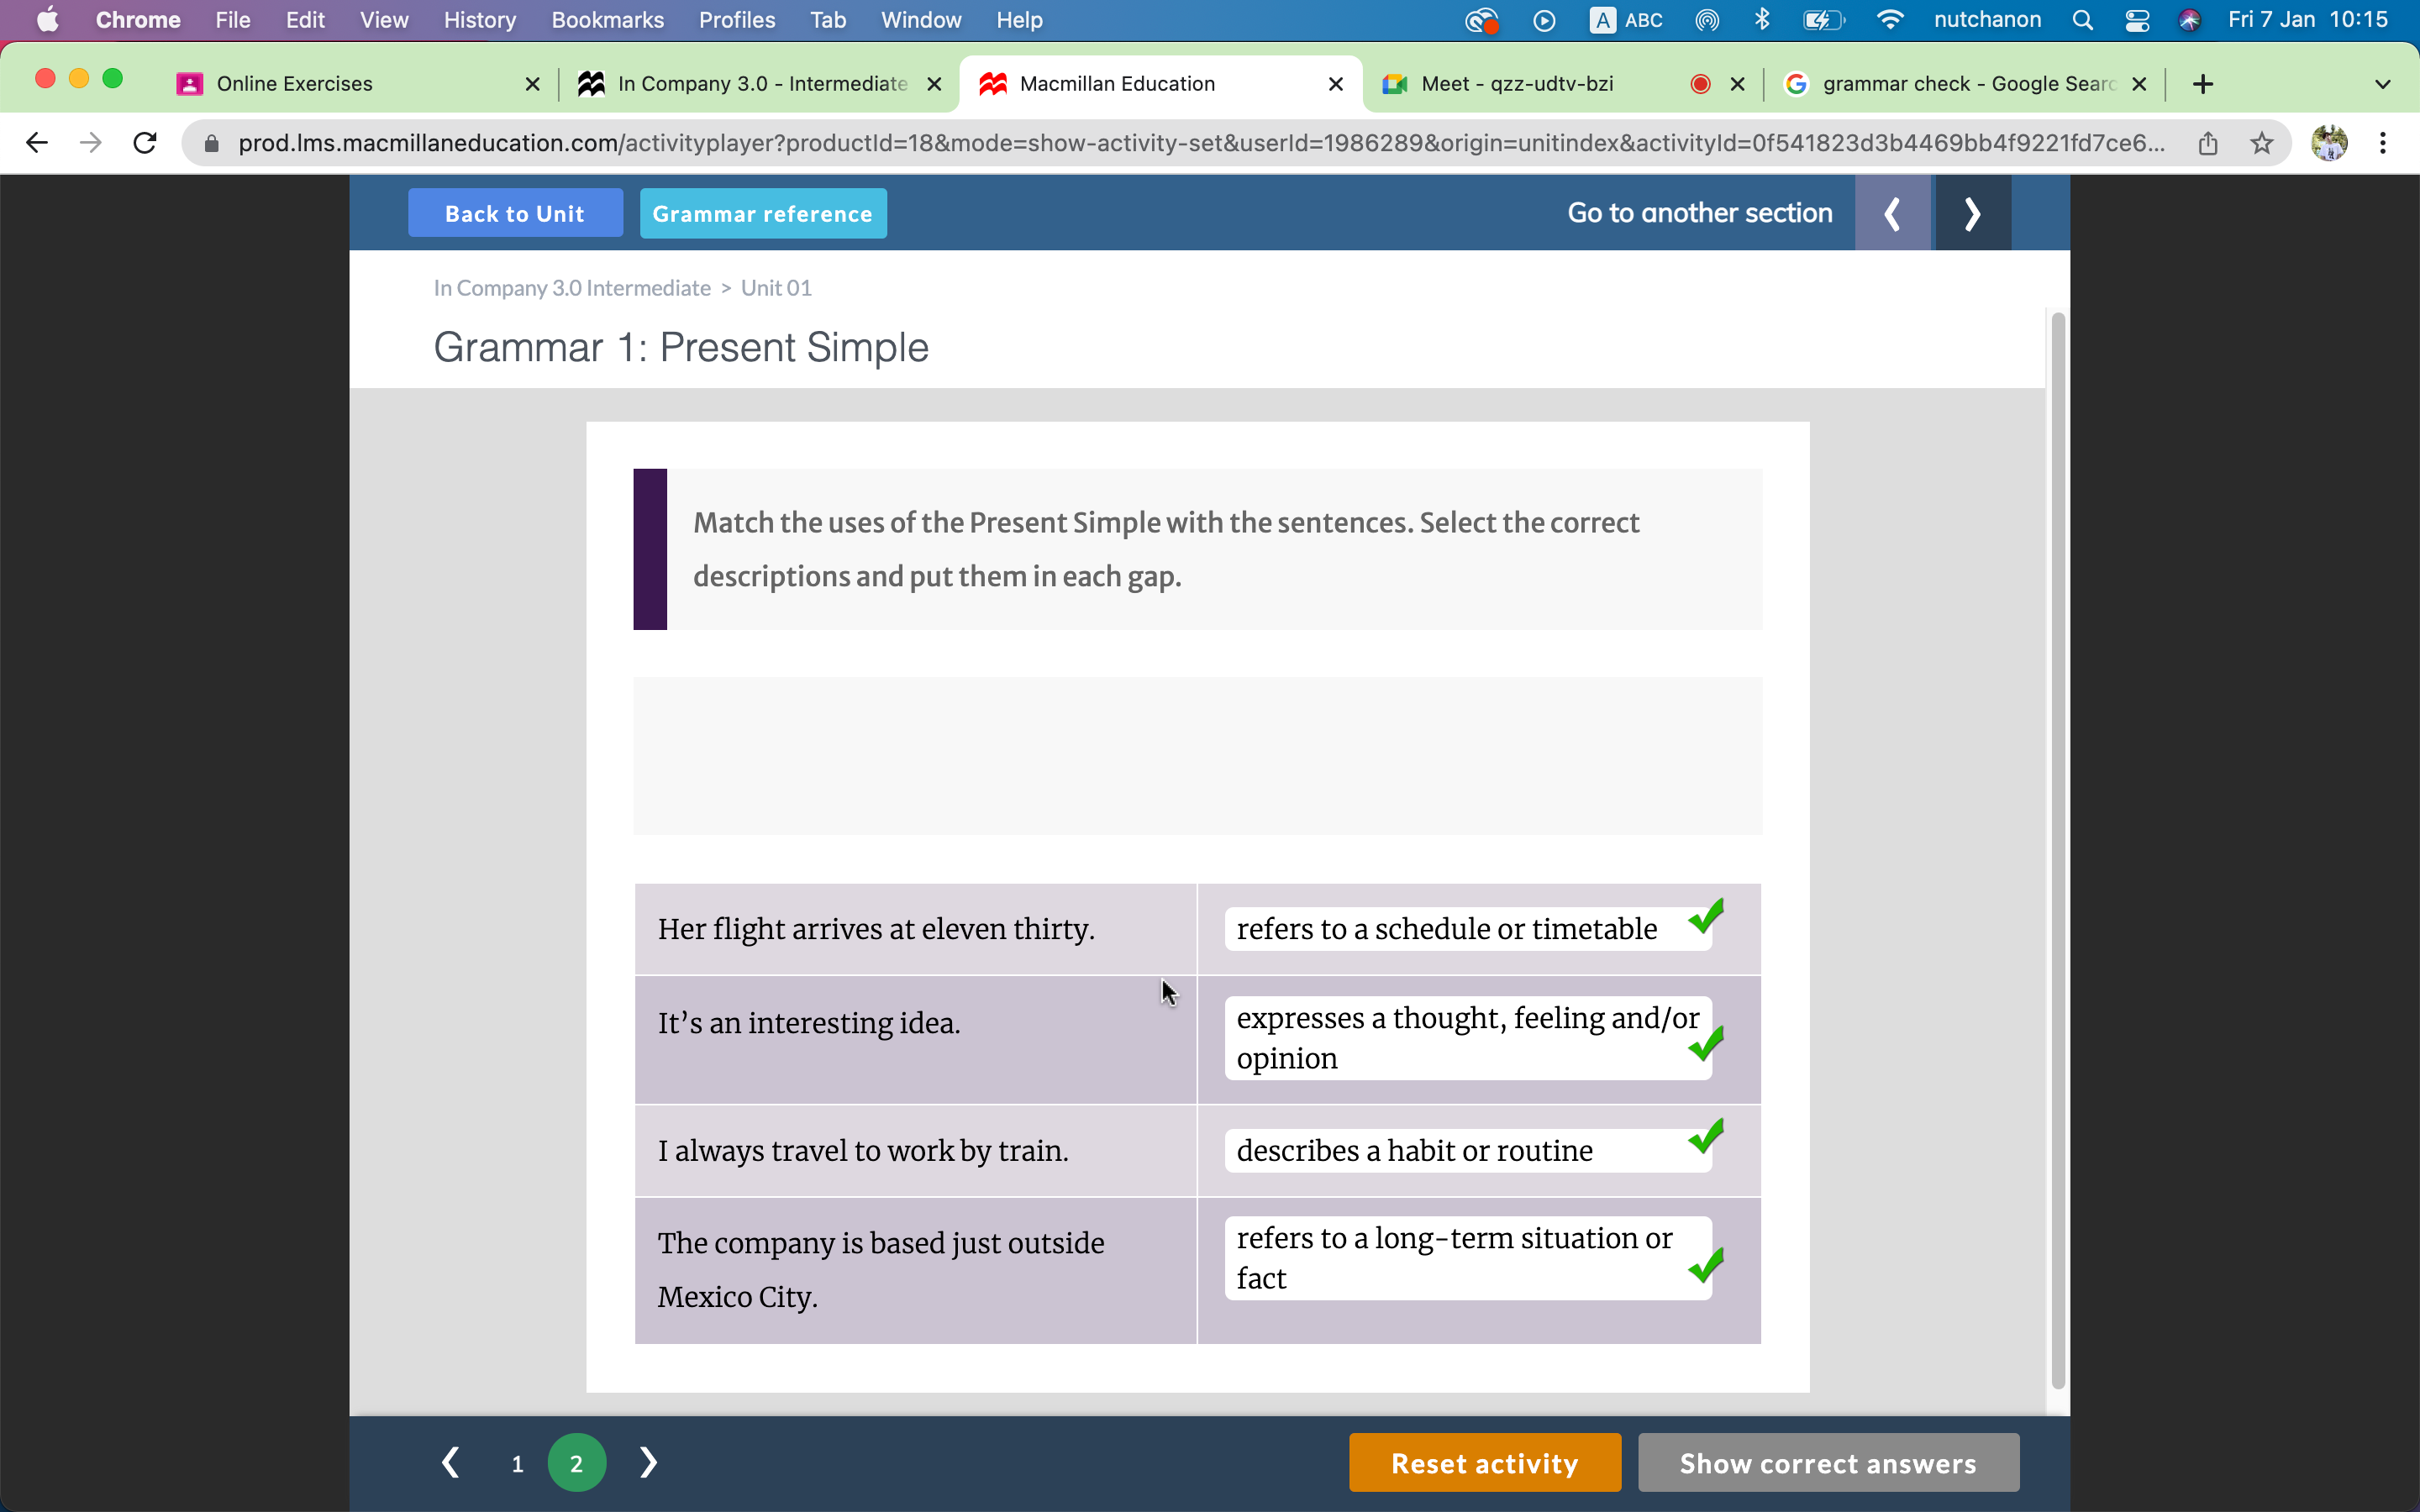 Chrome File Edit View History Bookmarks Profiles Tab Window Help A ABC nutchanon Fri 7 Jan 10:15
Online Exercises In Company 3.0 - Intermediate Macmillan Education Meet - qzz-udtv-bzi grammar check - Google Searc
prod.lms.macmillaneducation.com/activityplayer?productId=18&mode=show-activity-set&userId=1986289&origin=unitindex&activityId=0f541823d3b4469bb4f9221fd7ce6...
Back to Unit Grammar reference Go to another section
In Company 3.0 Intermediate > Unit 01
Grammar 1: Present Simple
Match the uses of the Present Simple with the sentences. Select the correct
descriptions and put them in each gap.
Her flight arrives at eleven thirty. refers to a schedule or timetable
It’s an interesting idea. expresses a thought, feeling and/or
opinion
I always travel to work by train. describes a habit or routine
The company is based just outside refers to a long-term situation or
Mexico City. fact
1 2 Reset activity Show correct answers